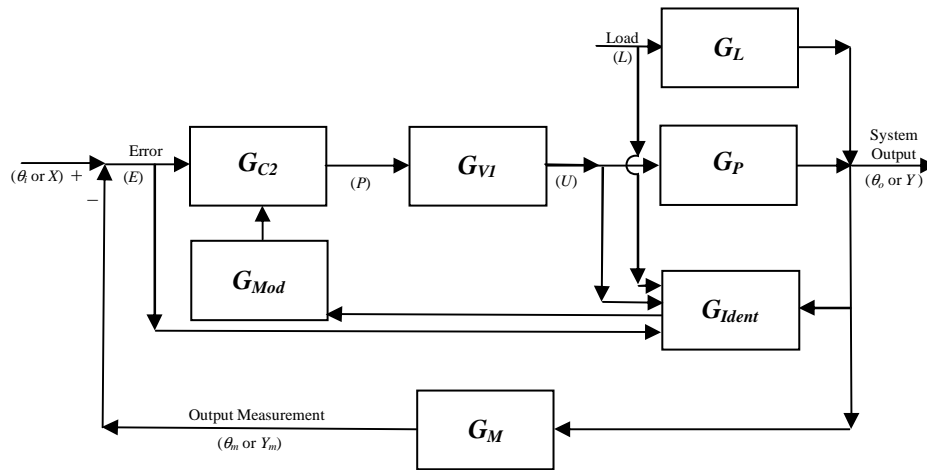 Load
(L)
G_L
System
Output
(θ_o or Y)
Error
(θ_i or X) +
(E)
G_C2
(P)
G_V1
(U)
G_P
−
G_Mod
G_Ident
Output Measurement
(θ_m or Y_m)
G_M